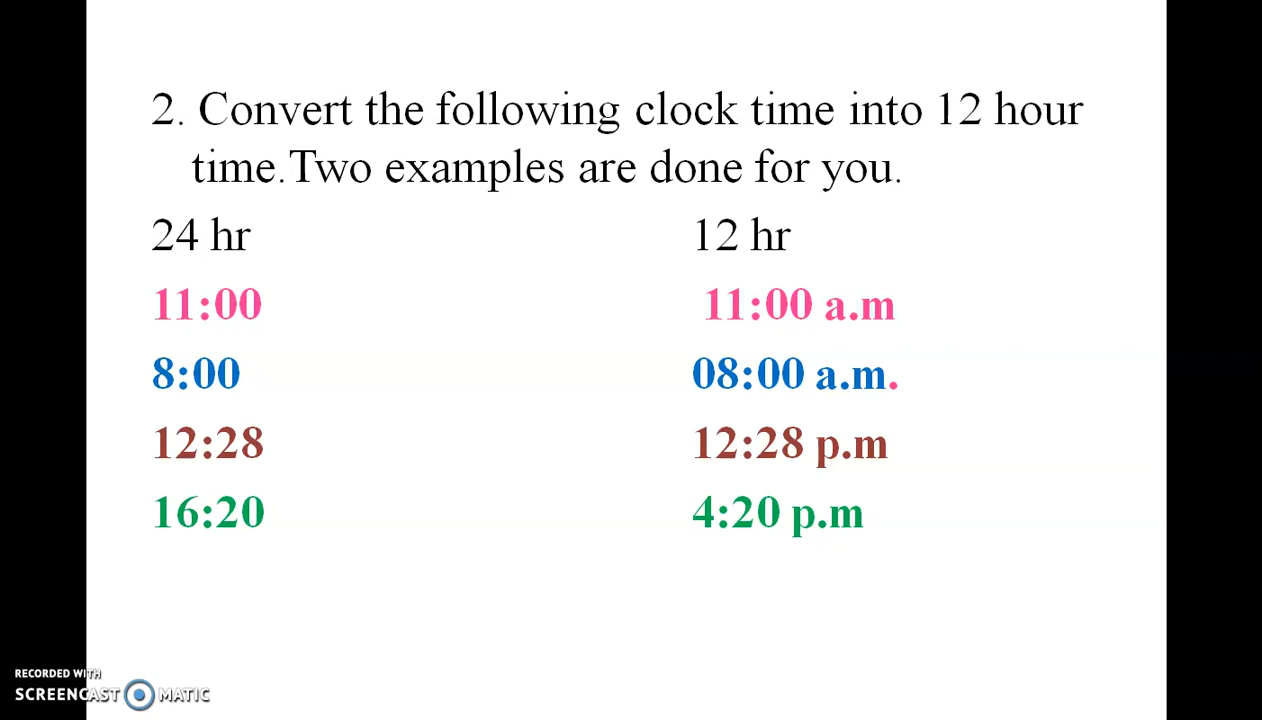 2. Convert the following clock time into 12 hour
time.Two examples are done for you.
24 hr 12 hr
11:00 11:00 a.m
8:00 08:00 a.m.
12:28 12:28 p.m
16:20 4:20 p.m
RECORDED WITH
SCREENCAST MATIC